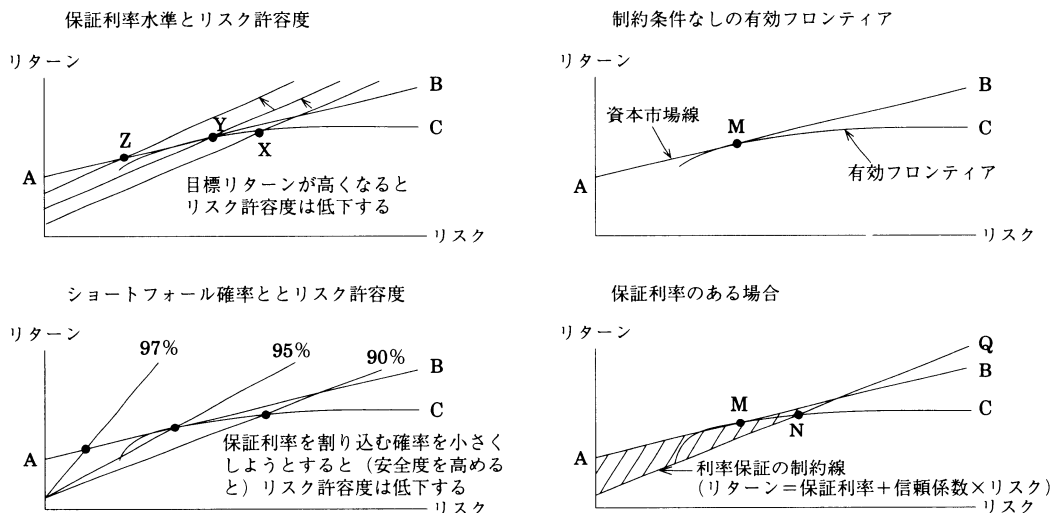 保証利率水準とリスク許容度
リターン
B
Z
Y
C
X
A
目標リターンが高くなると
リスク許容度は低下する
リスク
制約条件なしの有効フロンティア
リターン
B
資本市場線
M
C
有効フロンティア
A
リスク
ショートフォール確率ととリスク許容度
リターン
97%
95%
90%
B
C
保証利率を割り込む確率を小さく
しようとすると(安全度を高める
と)リスク許容度は低下する
A
リスク
保証利率のある場合
リターン
Q
B
M
C
N
A
利率保証の制約線
(リターン=保証利率+信頼係数×リスク)
リスク